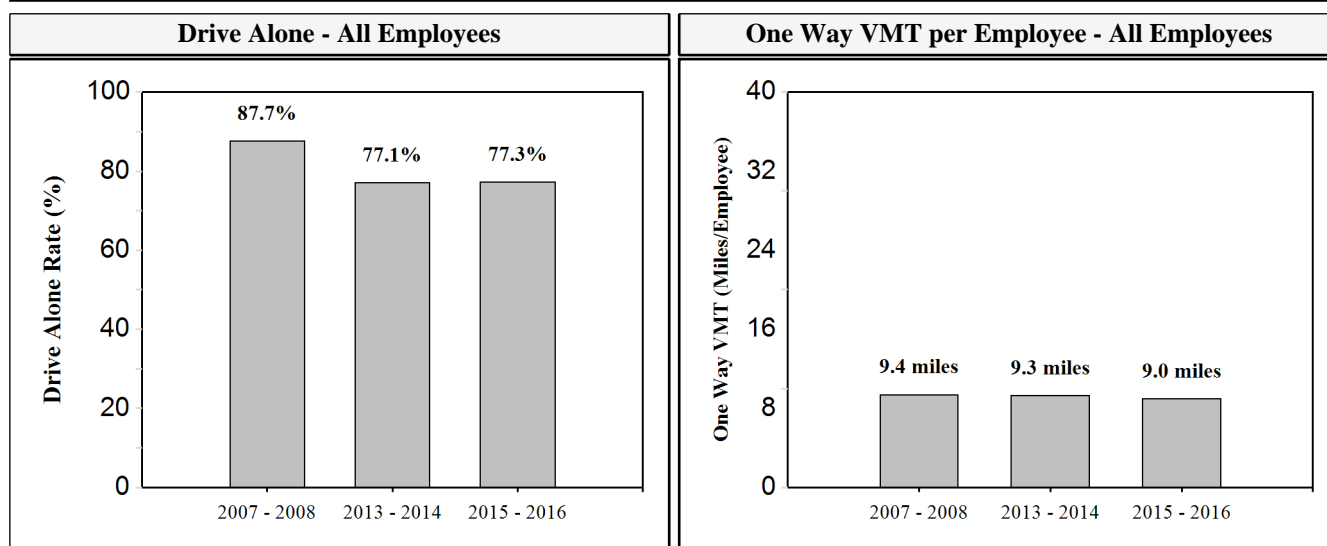 Drive Alone - All Employees
Drive Alone Rate (%)
100
80
60
40
20
0
87.7%
77.1%
77.3%
2007 - 2008
2013 - 2014
2015 - 2016
One Way VMT per Employee - All Employees
One Way VMT (Miles/Employee)
40
32
24
16
8
0
9.4 miles
9.3 miles
9.0 miles
2007 - 2008
2013 - 2014
2015 - 2016